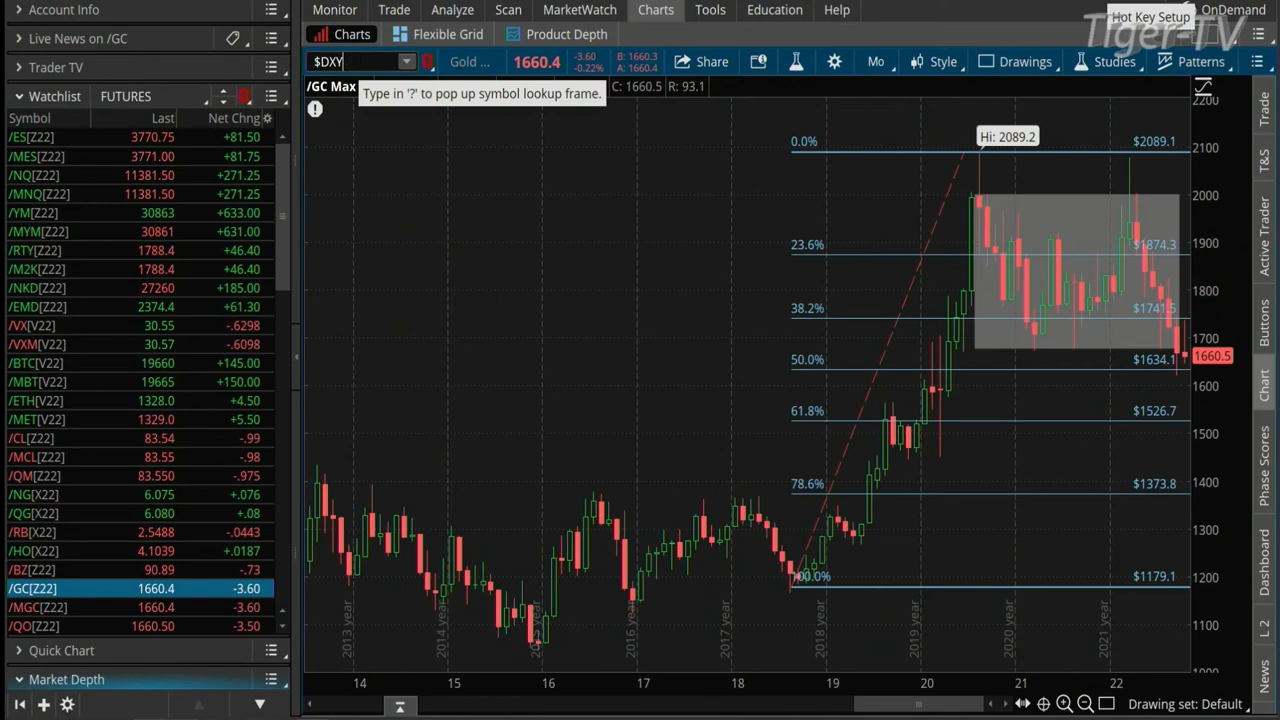 Account Info
Monitor Trade Analyze Scan MarketWatch Charts Tools Education Help
Hot Key Setup
OnDemand
Tiger-TV
Live News on /GC
Charts Flexible Grid Product Depth
Trader TV
$DXY Gold ... 1660.4 -3.60 B: 1660.3
-0.22% A: 1660.4
Share Mo Style Drawings Studies Patterns
/GC Max C: 1660.5 R: 93.1
Type in '?' to pop up symbol lookup frame.
Watchlist FUTURES
Symbol Last Net Chng
/ES[Z22] 3770.75 +81.50
/MES[Z22] 3771.00 +81.75
/NQ[Z22] 11381.50 +271.25
/MNQ[Z22] 11381.50 +271.25
/YM[Z22] 30863 +633.00
/MYM[Z22] 30861 +631.00
/RTY[Z22] 1788.4 +46.40
/M2K[Z22] 1788.4 +46.40
/NKD[Z22] 27260 +185.00
/EMD[Z22] 2374.4 +61.30
/VX[V22] 30.55 -.6298
/VXM[V22] 30.57 -.6098
/BTC[V22] 19660 +145.00
/MBT[V22] 19665 +150.00
/ETH[V22] 1328.0 +4.50
/MET[V22] 1329.0 +5.50
/CL[Z22] 83.54 -.99
/MCL[Z22] 83.55 -.98
/QM[Z22] 83.550 -.975
/NG[X22] 6.075 +.076
/QG[X22] 6.080 +.08
/RB[X22] 2.5488 -.0443
/HO[X22] 4.1039 +.0187
/BZ[Z22] 90.89 -.73
/GC[Z22] 1660.4 -3.60
/MGC[Z22] 1660.4 -3.60
/QO[Z22] 1660.50 -3.50
Quick Chart
Market Depth
Hi: 2089.2
0.0% $2089.1
23.6% $1874.3
38.2% $1741.5
50.0% $1634.1
61.8% $1526.7
78.6% $1373.8
100.0% $1179.1
2200
2100
2000
1900
1800
1700
1660.5
1600
1500
1400
1300
1200
1100
1000
2013 year 2014 year 2015 year 2016 year 2017 year 2018 year 2019 year 2020 year 2021 year
14 15 16 17 18 19 20 21 22
Drawing set: Default
Trade
T&S
Active Trader
Buttons
Chart
Phase Scores
Dashboard
L 2
News